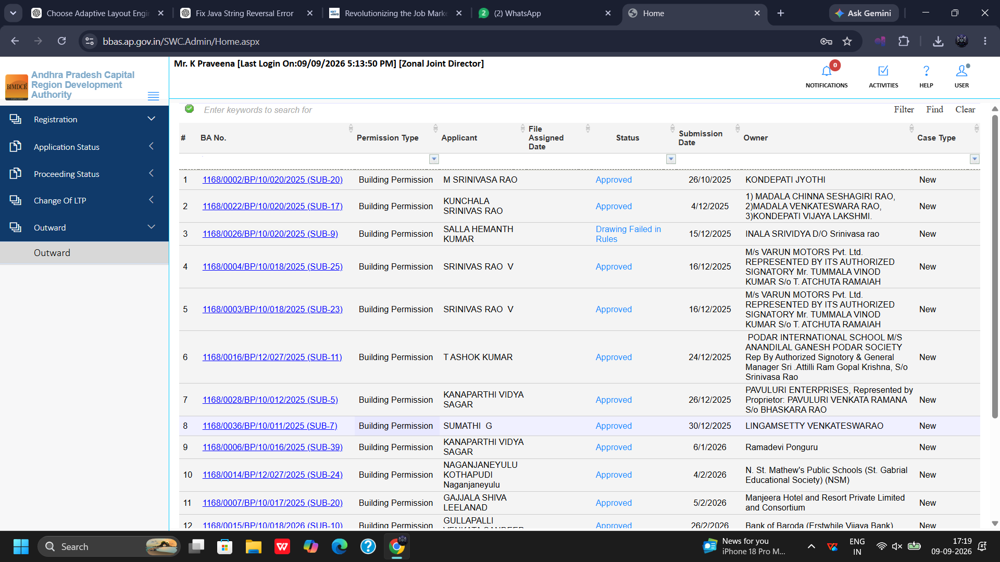 Choose Adaptive Layout Engi
Fix Java String Reversal Error
Revolutionizing the Job Marke
(2) WhatsApp
Home
Ask Gemini
bbas.ap.gov.in/SWC.Admin/Home.aspx
Andhra Pradesh Capital
Region Development
Authority
BIMDCR
Mr. K Praveena [Last Login On:09/09/2026 5:13:50 PM] [Zonal Joint Director]
0
NOTIFICATIONS
ACTIVITIES
HELP
USER
Registration
Application Status
Proceeding Status
Change Of LTP
Outward
Outward
Enter keywords to search for
Filter Find Clear
# BA No. Permission Type Applicant File Assigned Date Status Submission Date Owner Case Type
1 1168/0002/BP/10/020/2025 (SUB-20) Building Permission M SRINIVASA RAO Approved 26/10/2025 KONDEPATI JYOTHI New
2 1168/0022/BP/10/020/2025 (SUB-17) Building Permission KUNCHALA SRINIVAS RAO Approved 4/12/2025 1) MADALA CHINNA SESHAGIRI RAO, 2)MADALA VENKATESWARA RAO, 3)KONDEPATI VIJAYA LAKSHMI. New
3 1168/0026/BP/10/020/2025 (SUB-9) Building Permission SALLA HEMANTH KUMAR Drawing Failed in Rules 15/12/2025 INALA SRIVIDYA D/O Srinivasa rao New
4 1168/0004/BP/10/018/2025 (SUB-25) Building Permission SRINIVAS RAO V Approved 16/12/2025 M/s VARUN MOTORS Pvt. Ltd. REPRESENTED BY ITS AUTHORIZED SIGNATORY Mr. TUMMALA VINOD KUMAR S/o T. ATCHUTA RAMAIAH New
5 1168/0003/BP/10/018/2025 (SUB-23) Building Permission SRINIVAS RAO V Approved 16/12/2025 M/s VARUN MOTORS Pvt. Ltd. REPRESENTED BY ITS AUTHORIZED SIGNATORY Mr. TUMMALA VINOD KUMAR S/o T. ATCHUTA RAMAIAH New
6 1168/0016/BP/12/027/2025 (SUB-11) Building Permission T ASHOK KUMAR Approved 24/12/2025 PODAR INTERNATIONAL SCHOOL M/S ANANDILAL GANESH PODAR SOCIETY Rep By Authorized Signotory & General Manager Sri .Attilli Ram Gopal Krishna, S/o Srinivasa Rao New
7 1168/0028/BP/10/012/2025 (SUB-5) Building Permission KANAPARTHI VIDYA SAGAR Approved 26/12/2025 PAVULURI ENTERPRISES, Represented by Proprietor: PAVULURI VENKATA RAMANA S/o BHASKARA RAO New
8 1168/0036/BP/10/011/2025 (SUB-7) Building Permission SUMATHI G Approved 30/12/2025 LINGAMSETTY VENKATESWARAO New
9 1168/0006/BP/10/016/2025 (SUB-39) Building Permission KANAPARTHI VIDYA SAGAR Approved 6/1/2026 Ramadevi Ponguru New
10 1168/0014/BP/12/027/2025 (SUB-24) Building Permission NAGANJANEYULU KOTHAPUDI Naganjaneyulu Approved 4/2/2026 N. St. Mathew's Public Schools (St. Gabrial Educational Society) (NSM) New
11 1168/0007/BP/10/017/2025 (SUB-20) Building Permission GAJJALA SHIVA LEELANAD Approved 5/2/2026 Manjeera Hotel and Resort Private Limited and Consortium New
12 1168/0015/BP/10/018/2026 (SUB-10) Building Permission GULLAPALLI VENKATA SANDEEP Approved 26/2/2026 Bank of Baroda (Erstwhile Vijaya Bank) New
Search
News for you
iPhone 18 Pro M...
ENG
IN
17:19
09-09-2026